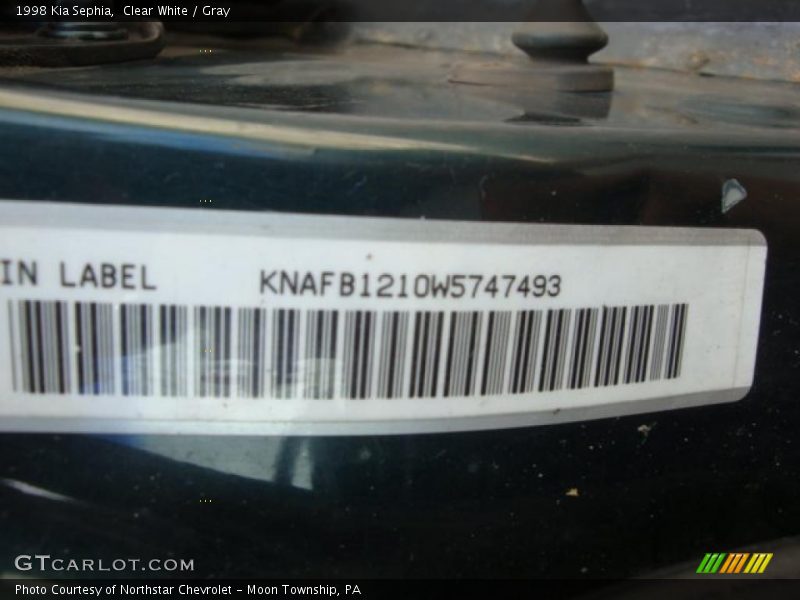 1998 Kia Sephia, Clear White / Gray
IN LABEL KNAFB1210W5747493
GTCARLOT.COM
Photo Courtesy of Northstar Chevrolet - Moon Township, PA